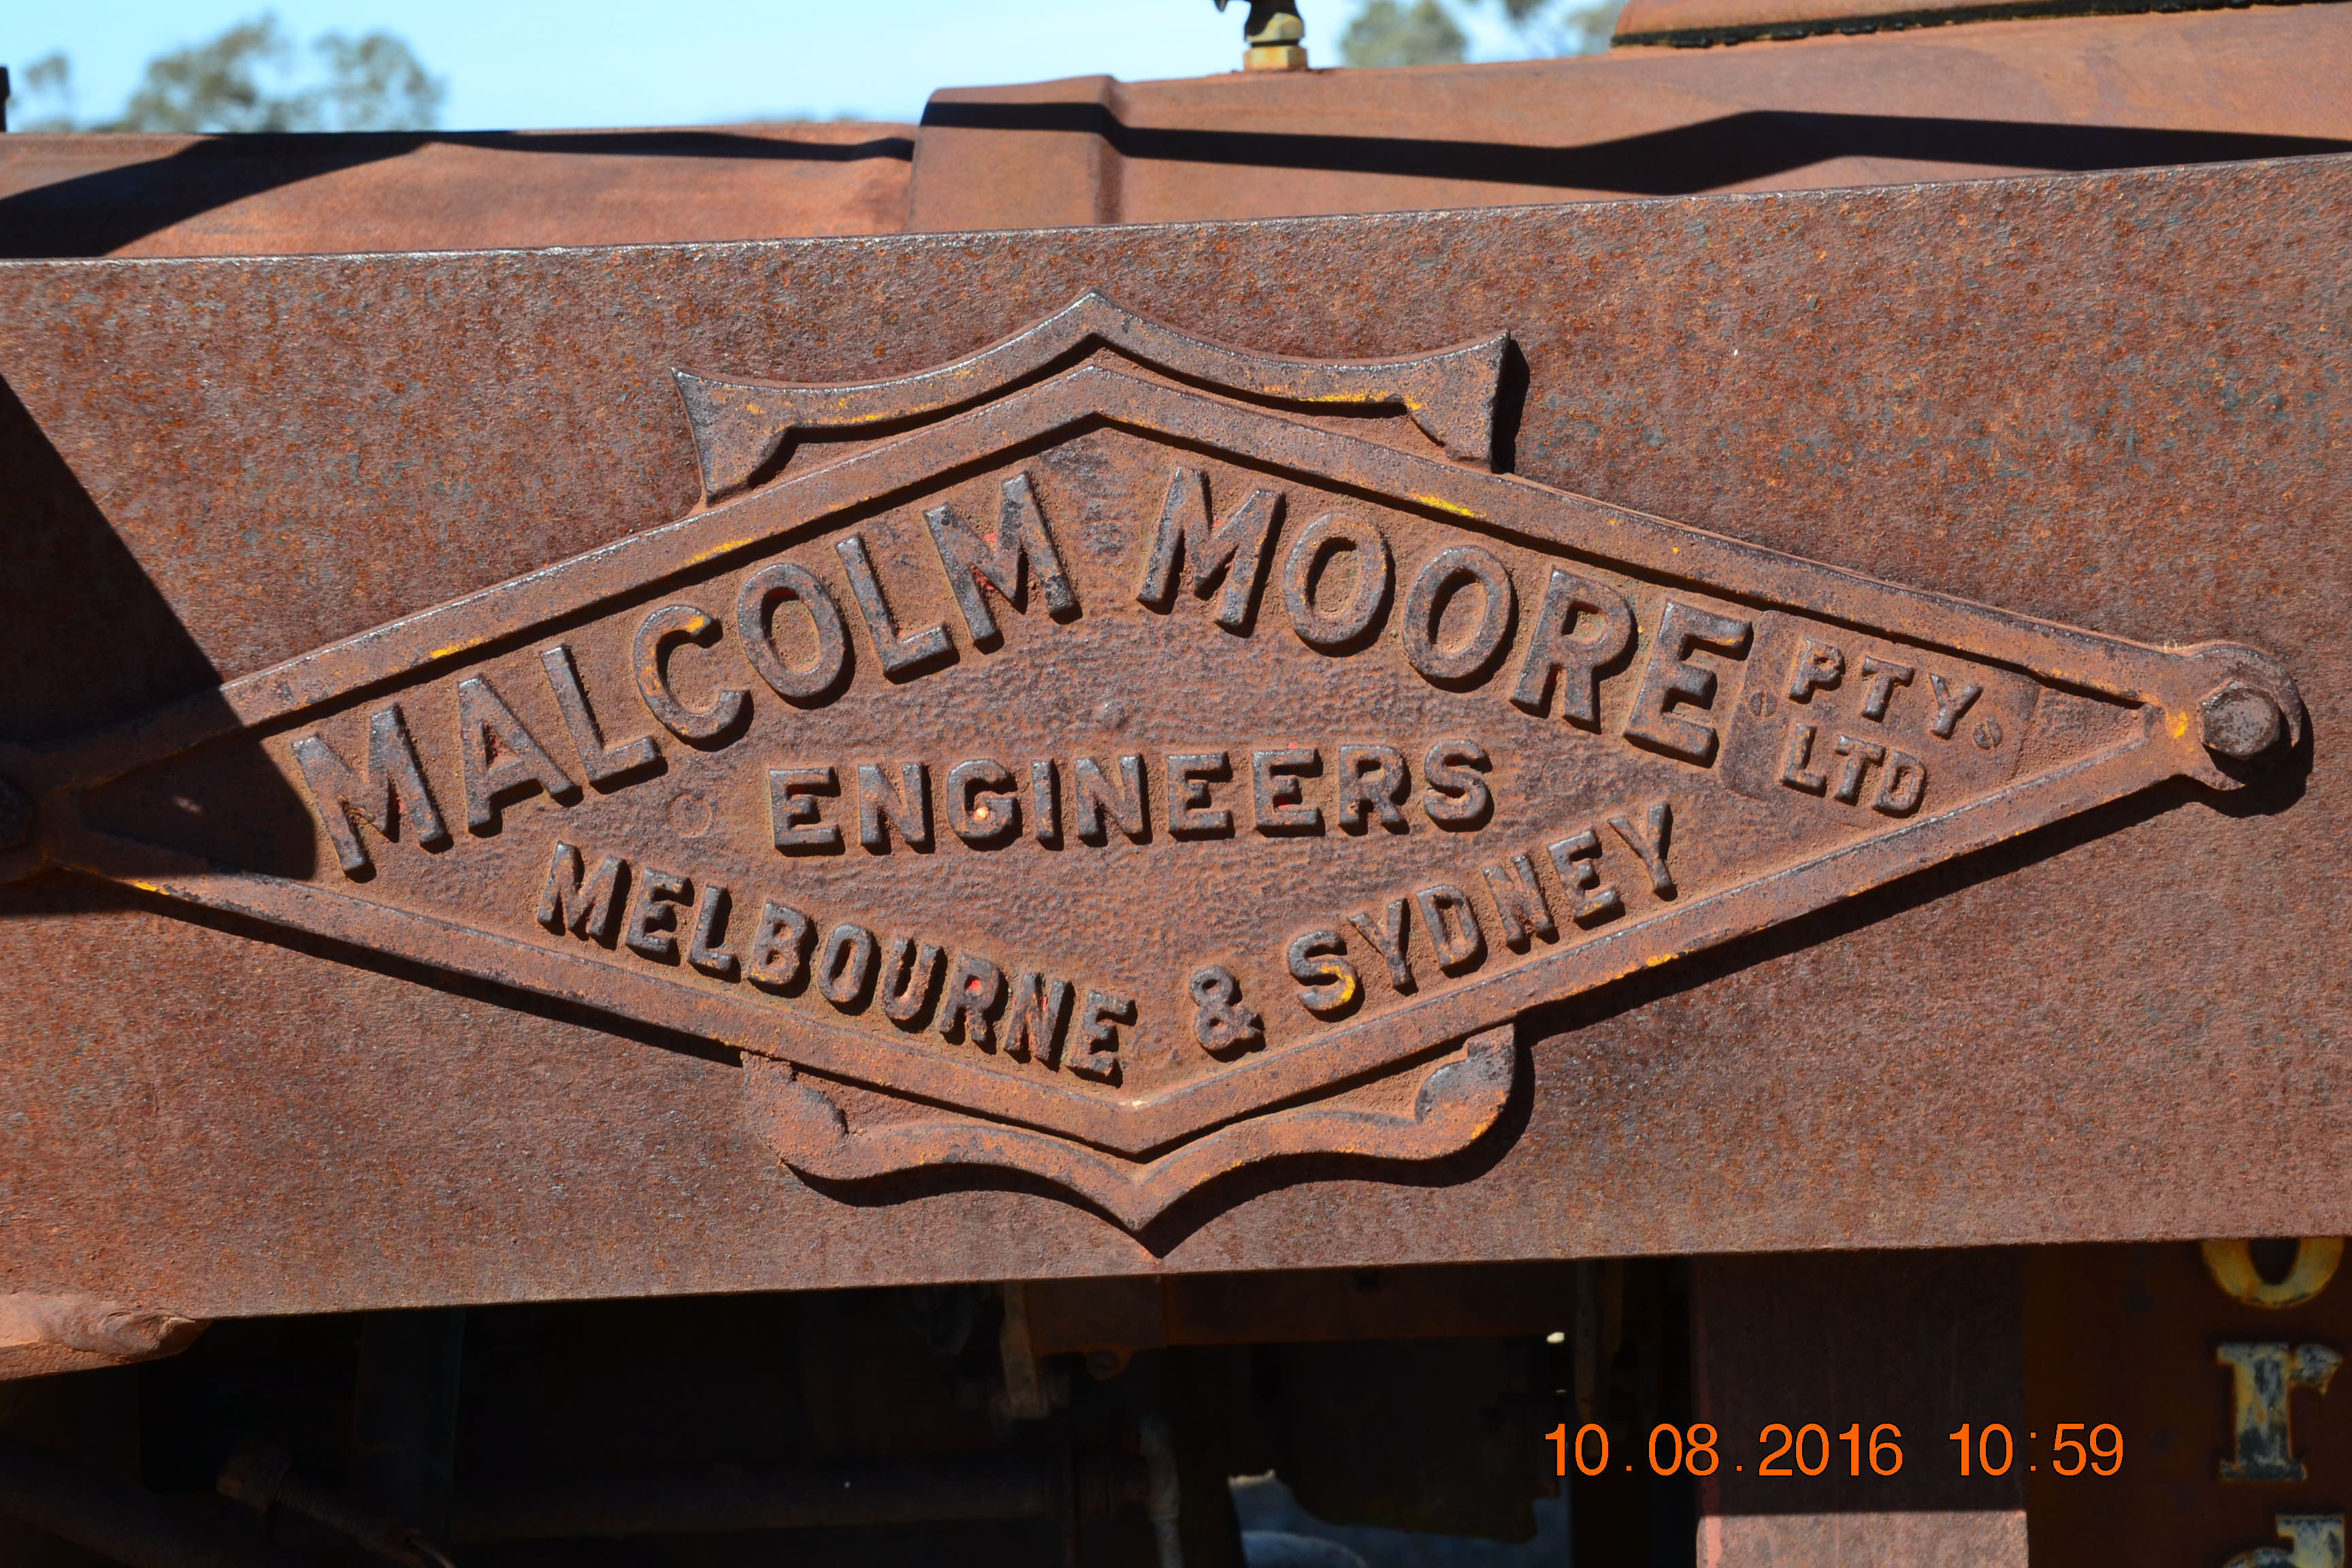 MALCOLM MOORE PTY.
LTD
ENGINEERS
MELBOURNE & SYDNEY
10.08.2016 10:59